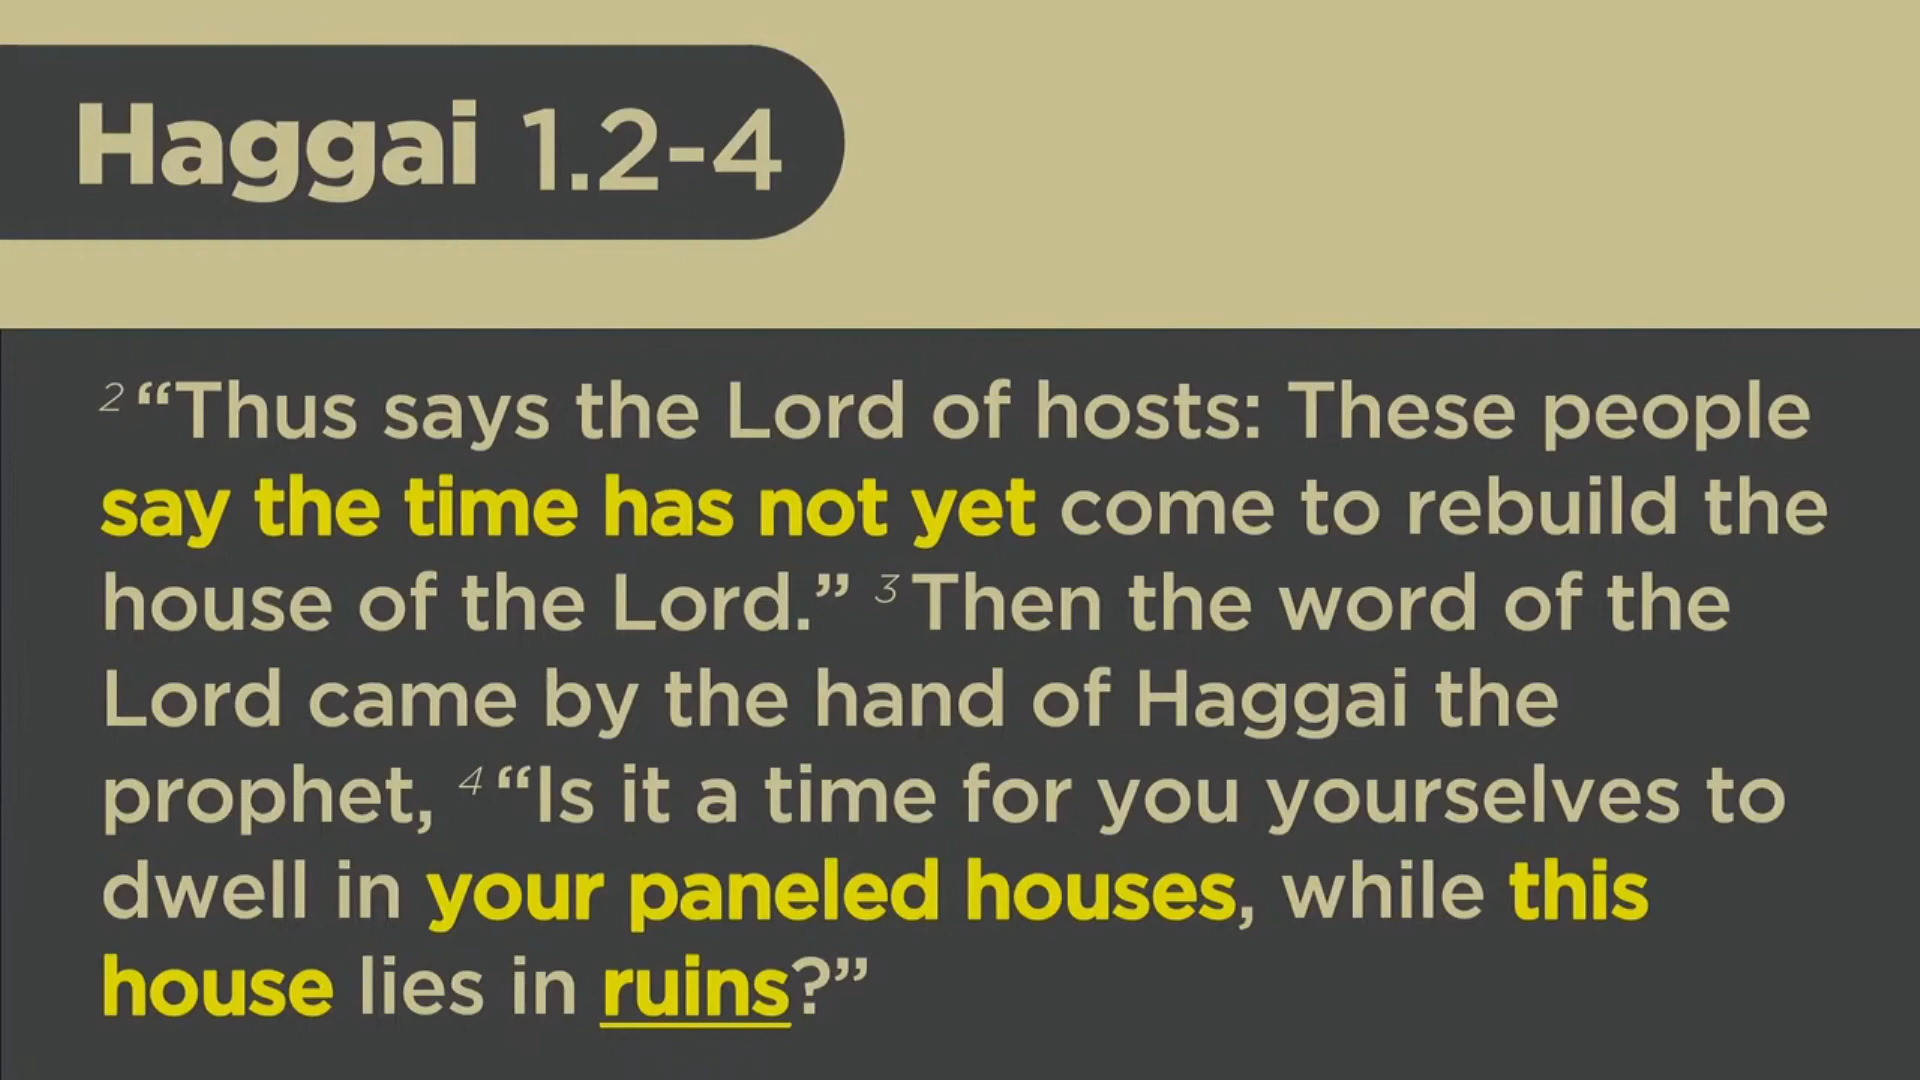 Haggai 1.2-4
2 “Thus says the Lord of hosts: These people
say the time has not yet come to rebuild the
house of the Lord.” 3 Then the word of the
Lord came by the hand of Haggai the
prophet, 4 “Is it a time for you yourselves to
dwell in your paneled houses, while this
house lies in ruins?”